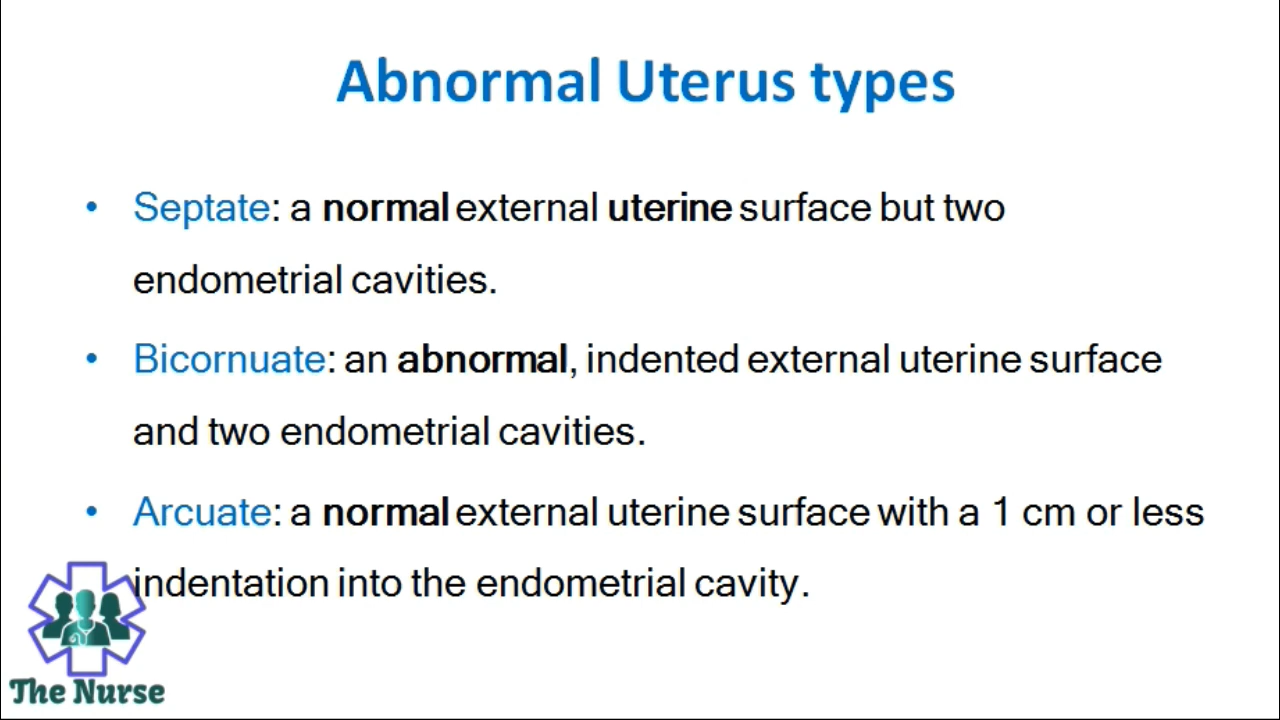 Abnormal Uterus types
• Septate: a normal external uterine surface but two
endometrial cavities.
• Bicornuate: an abnormal, indented external uterine surface
and two endometrial cavities.
• Arcuate: a normal external uterine surface with a 1 cm or less
indentation into the endometrial cavity.
The Nurse